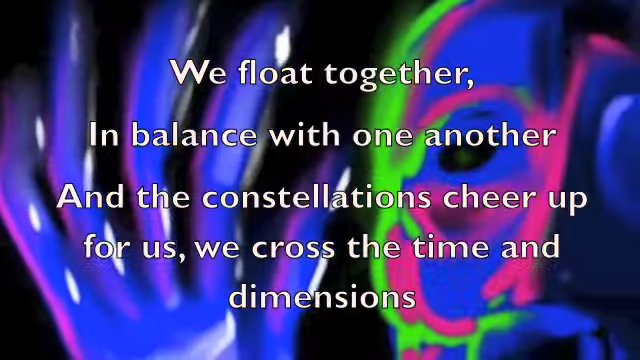 We float together,
In balance with one another
And the constellations cheer up
for us, we cross the time and
dimensions